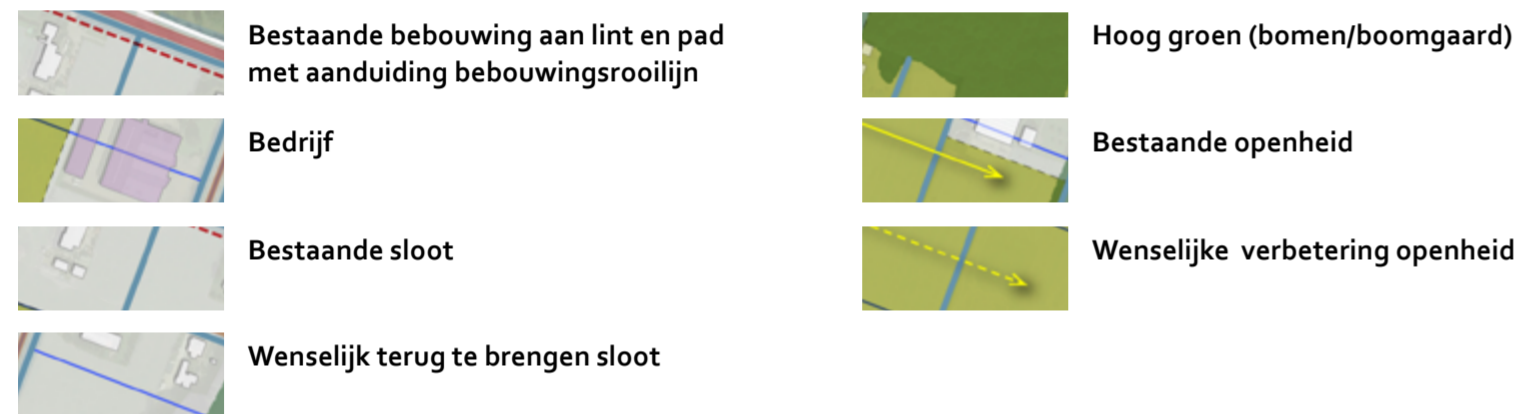 Bestaande bebouwing aan lint en pad
met aanduiding bebouwingsrooilijn
Bedrijf
Bestaande sloot
Wenselijk terug te brengen sloot
Hoog groen (bomen/boomgaard)
Bestaande openheid
Wenselijke  verbetering openheid